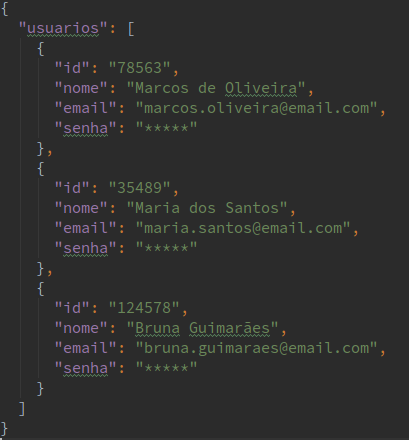 {
"usuarios": [
{
"id": "78563",
"nome": "Marcos de Oliveira",
"email": "marcos.oliveira@email.com",
"senha": "*****"
},
{
"id": "35489",
"nome": "Maria dos Santos",
"email": "maria.santos@email.com",
"senha": "*****"
},
{
"id": "124578",
"nome": "Bruna Guimarães",
"email": "bruna.guimaraes@email.com",
"senha": "*****"
}
]
}